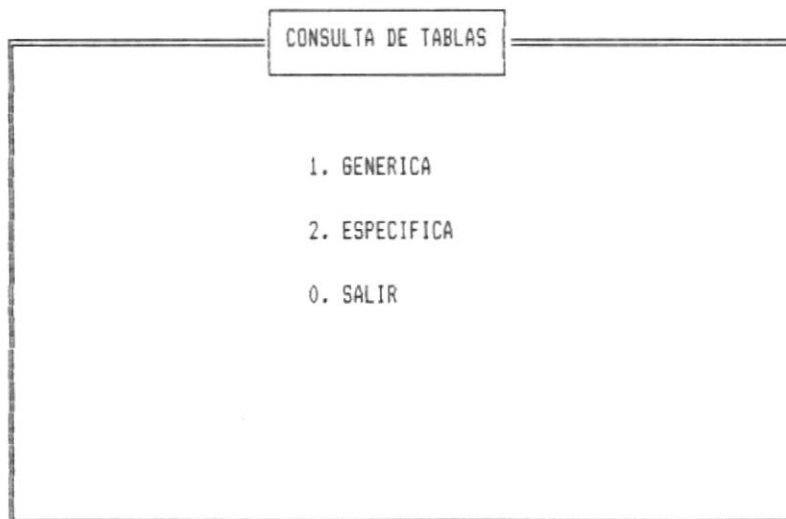 CONSULTA DE TABLAS
1. GENERICA
2. ESPECIFICA
0. SALIR